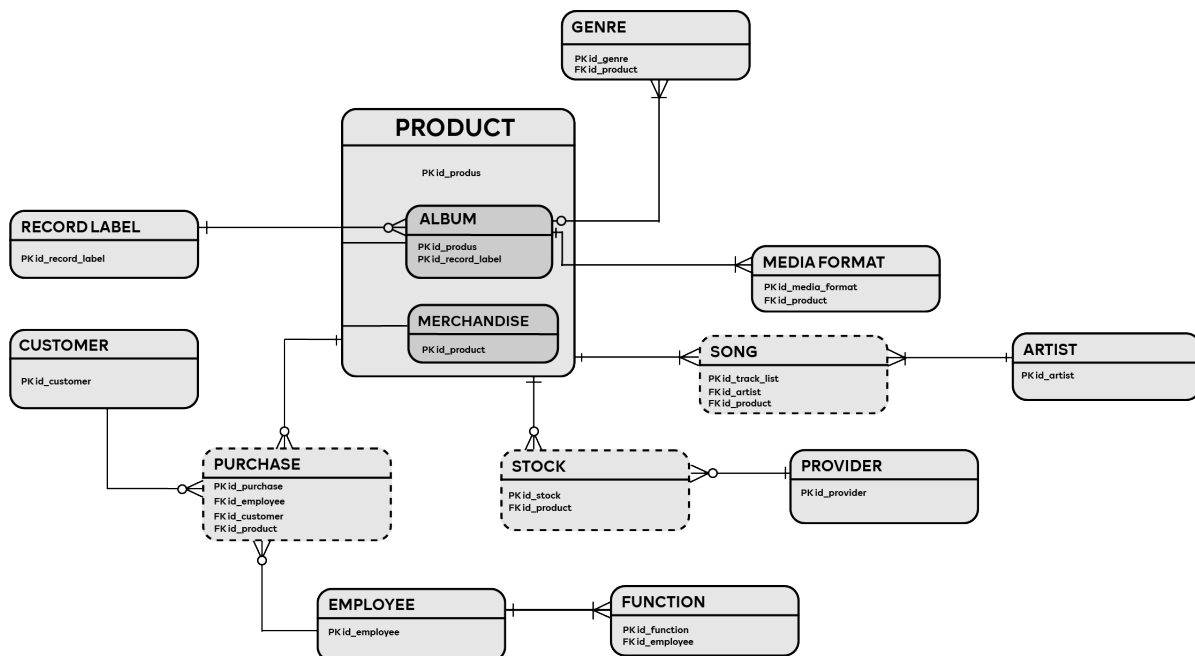 GENRE
PK id_genre
FK id_product
PRODUCT
PK id_produs
ALBUM
PK id_produs
PK id_record_label
MERCHANDISE
PK id_product
RECORD LABEL
PK id_record_label
MEDIA FORMAT
PK id_media_format
FK id_product
CUSTOMER
PK id_customer
SONG
PK id_track_list
FK id_artist
FK id_product
ARTIST
PK id_artist
PURCHASE
PK id_purchase
FK id_employee
FK id_customer
FK id_product
STOCK
PK id_stock
FK id_product
PROVIDER
PK id_provider
EMPLOYEE
PK id_employee
FUNCTION
PK id_function
FK id_employee